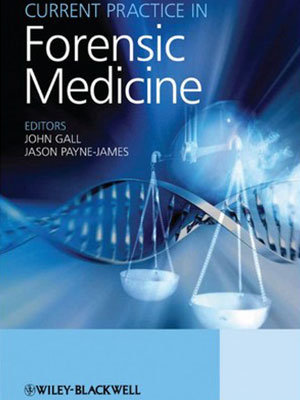 CURRENT PRACTICE IN
Forensic
Medicine
EDITORS
JOHN GALL
JASON PAYNE-JAMES
WILEY-BLACKWELL